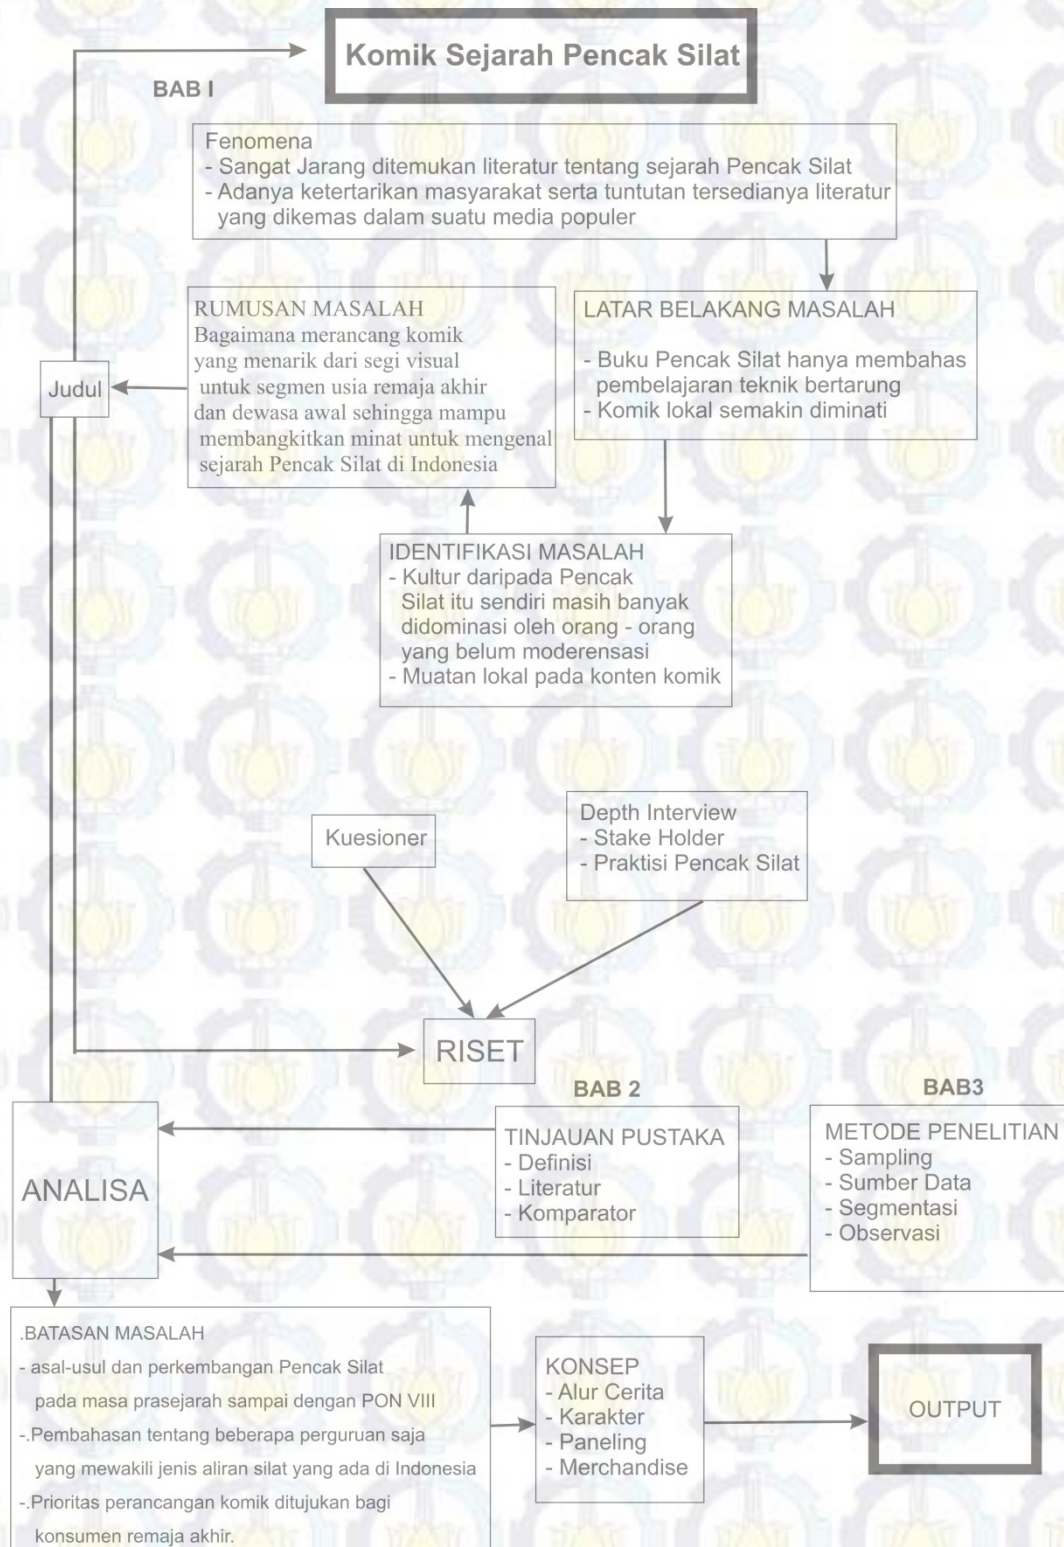 Komik Sejarah Pencak Silat
BAB I
Fenomena
- Sangat Jarang ditemukan literatur tentang sejarah Pencak Silat
- Adanya ketertarikan masyarakat serta tuntutan tersedianya literatur
yang dikemas dalam suatu media populer
RUMUSAN MASALAH
Bagaimana merancang komik
yang menarik dari segi visual
untuk segmen usia remaja akhir
dan dewasa awal sehingga mampu
membangkitkan minat untuk mengenal
sejarah Pencak Silat di Indonesia
LATAR BELAKANG MASALAH
- Buku Pencak Silat hanya membahas
pembelajaran teknik bertarung
- Komik lokal semakin diminati
Judul
IDENTIFIKASI MASALAH
- Kultur daripada Pencak
Silat itu sendiri masih banyak
didominasi oleh orang - orang
yang belum moderensasi
- Muatan lokal pada konten komik
Kuesioner
Depth Interview
- Stake Holder
- Praktisi Pencak Silat
RISET
BAB 2
BAB3
TINJAUAN PUSTAKA
- Definisi
- Literatur
- Komparator
METODE PENELITIAN
- Sampling
- Sumber Data
- Segmentasi
- Observasi
ANALISA
.BATASAN MASALAH
- asal-usul dan perkembangan Pencak Silat
pada masa prasejarah sampai dengan PON VIII
-.Pembahasan tentang beberapa perguruan saja
yang mewakili jenis aliran silat yang ada di Indonesia
-.Prioritas perancangan komik ditujukan bagi
konsumen remaja akhir.
KONSEP
- Alur Cerita
- Karakter
- Paneling
- Merchandise
OUTPUT